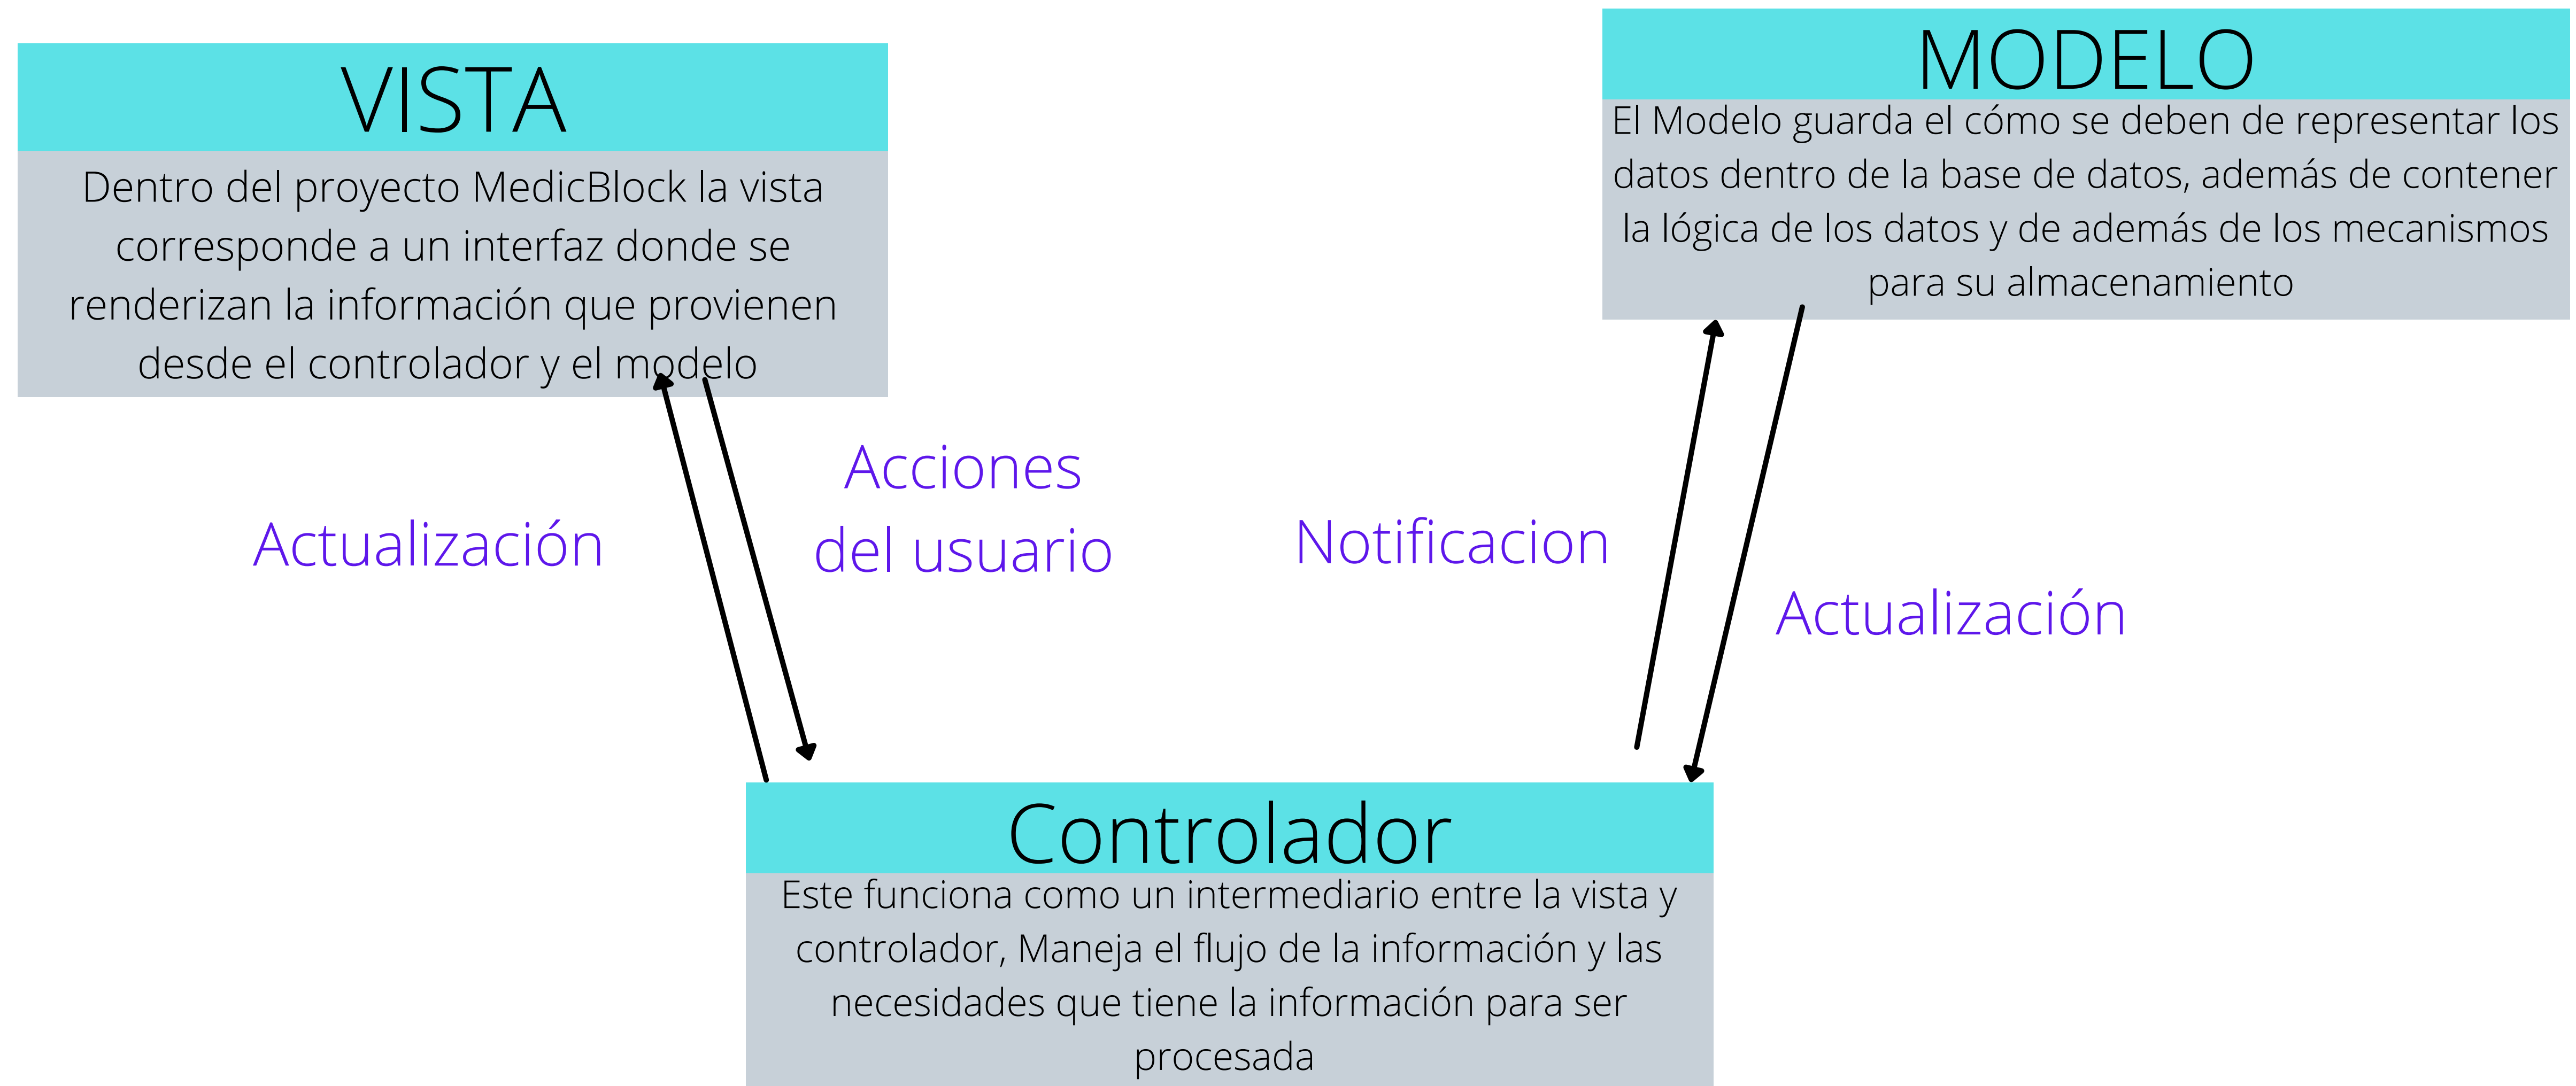 VISTA
Dentro del proyecto MedicBlock la vista
corresponde a un interfaz donde se
renderizan la información que provienen
desde el controlador y el modelo
MODELO
El Modelo guarda el cómo se deben de representar los
datos dentro de la base de datos, además de contener
la lógica de los datos y de además de los mecanismos
para su almacenamiento
Actualización
Acciones
del usuario
Notificacion
Actualización
Controlador
Este funciona como un intermediario entre la vista y
controlador, Maneja el flujo de la información y las
necesidades que tiene la información para ser
procesada